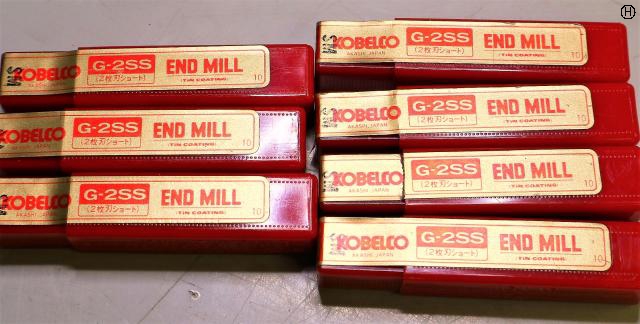 Ⓗ
KOBELCO
AKASHI JAPAN
G-2SS
(2枚刃ショート)
END MILL
(TiN COATING)
10
KOBELCO
AKASHI JAPAN
G-2SS
(2枚刃ショート)
END MILL
(TiN COATING)
10
KOBELCO
AKASHI JAPAN
G-2SS
(2枚刃ショート)
END MILL
(TiN COATING)
10
KOBELCO
AKASHI JAPAN
G-2SS
(2枚刃ショート)
END MILL
(TiN COATING)
10
KOBELCO
AKASHI JAPAN
G-2SS
(2枚刃ショート)
END MILL
(TiN COATING)
10
KOBELCO
AKASHI JAPAN
G-2SS
(2枚刃ショート)
END MILL
(TiN COATING)
10
KOBELCO
AKASHI JAPAN
G-2SS
(2枚刃ショート)
END MILL
(TiN COATING)
10